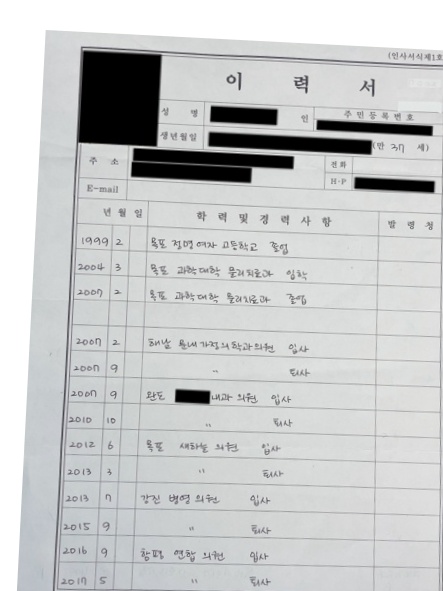 (인사서식제1호
이 력 서
성 명 인 주 민 등 록 번 호
생년월일 (만 37 세)
주 소 전 화
H·P
E-mail
년 월 일 학 력 및 경 력 사 항 발 령 청
1999 2 목포 정명 여자 고등학교 졸업
2004 3 목포 과학대학 물리치료과 입학
2007 2 목포 과학대학 물리치료과 졸업
2007 2 해남 문내가정의학과의원 입사
2007 9 〃 퇴사
2007 9 완도 내과 의원 입사
2010 10 〃 퇴사
2012 6 목포 새하늘 의원 입사
2013 3 〃 퇴사
2013 7 강진 병영 의원 입사
2015 9 〃 퇴사
2016 9 함평 연합 의원 입사
2017 5 〃 퇴사